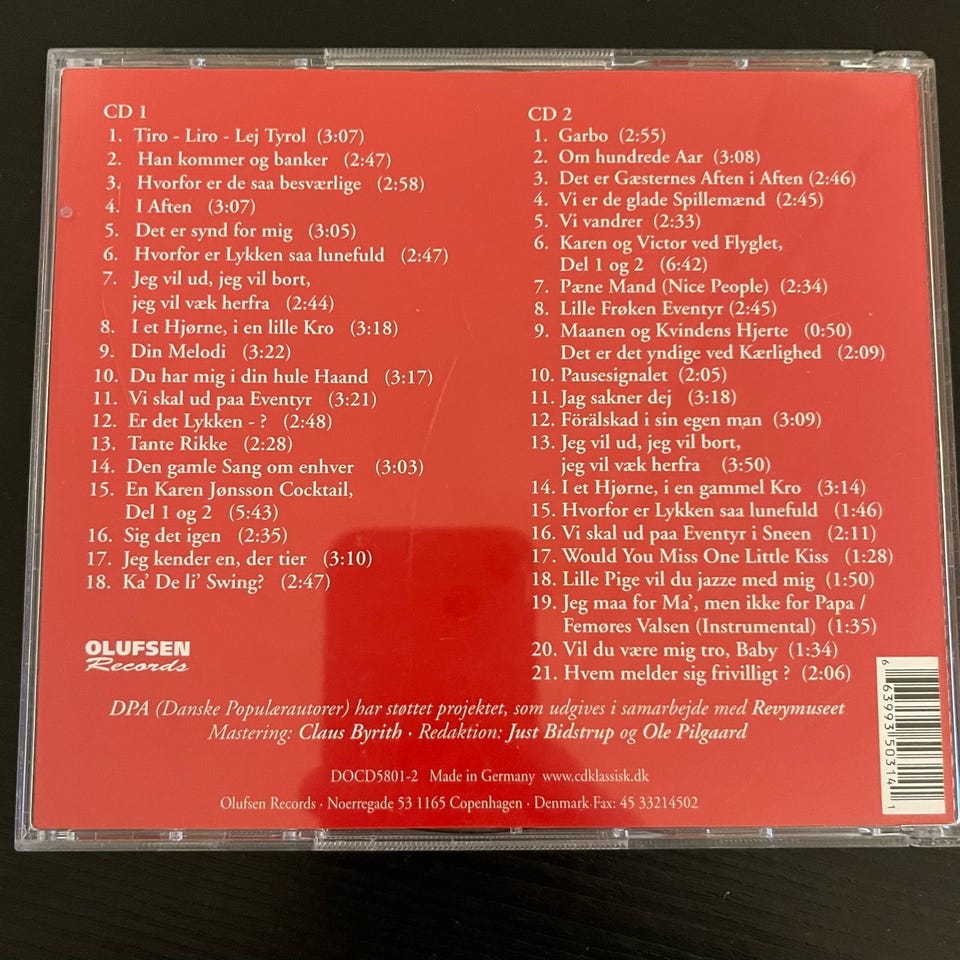 CD 1
1. Tiro - Liro - Lej Tyrol (3:07)
2. Han kommer og banker (2:47)
3. Hvorfor er de saa besværlige (2:58)
4. I Aften (3:07)
5. Det er synd for mig (3:05)
6. Hvorfor er Lykken saa lunefuld (2:47)
7. Jeg vil ud, jeg vil bort,
jeg vil væk herfra (2:44)
8. I et Hjørne, i en lille Kro (3:18)
9. Din Melodi (3:22)
10. Du har mig i din hule Haand (3:17)
11. Vi skal ud paa Eventyr (3:21)
12. Er det Lykken - ? (2:48)
13. Tante Rikke (2:28)
14. Den gamle Sang om enhver (3:03)
15. En Karen Jønsson Cocktail,
Del 1 og 2 (5:43)
16. Sig det igen (2:35)
17. Jeg kender en, der tier (3:10)
18. Ka' De li' Swing? (2:47)
CD 2
1. Garbo (2:55)
2. Om hundrede Aar (3:08)
3. Det er Gæsternes Aften i Aften (2:46)
4. Vi er de glade Spillemænd (2:45)
5. Vi vandrer (2:33)
6. Karen og Victor ved Flyglet,
Del 1 og 2 (6:42)
7. Pæne Mand (Nice People) (2:34)
8. Lille Frøken Eventyr (2:45)
9. Maanen og Kvindens Hjerte (0:50)
Det er det yndige ved Kærlighed (2:09)
10. Pausesignalet (2:05)
11. Jag sakner dej (3:18)
12. Förälskad i sin egen man (3:09)
13. Jeg vil ud, jeg vil bort,
jeg vil væk herfra (3:50)
14. I et Hjørne, i en gammel Kro (3:14)
15. Hvorfor er Lykken saa lunefuld (1:46)
16. Vi skal ud paa Eventyr i Sneen (2:11)
17. Would You Miss One Little Kiss (1:28)
18. Lille Pige vil du jazze med mig (1:50)
19. Jeg maa for Ma', men ikke for Papa /
Femøres Valsen (Instrumental) (1:35)
20. Vil du være mig tro, Baby (1:34)
21. Hvem melder sig frivilligt ? (2:06)
OLUFSEN
Records
DPA (Danske Populærautorer) har støttet projektet, som udgives i samarbejde med Revymuseet
Mastering: Claus Byrith · Redaktion: Just Bidstrup og Ole Pilgaard
DOCD5801-2 Made in Germany www.cdklassisk.dk
Olufsen Records · Noerregade 53 1165 Copenhagen · Denmark Fax: 45 33214502
6 63993 50314 1